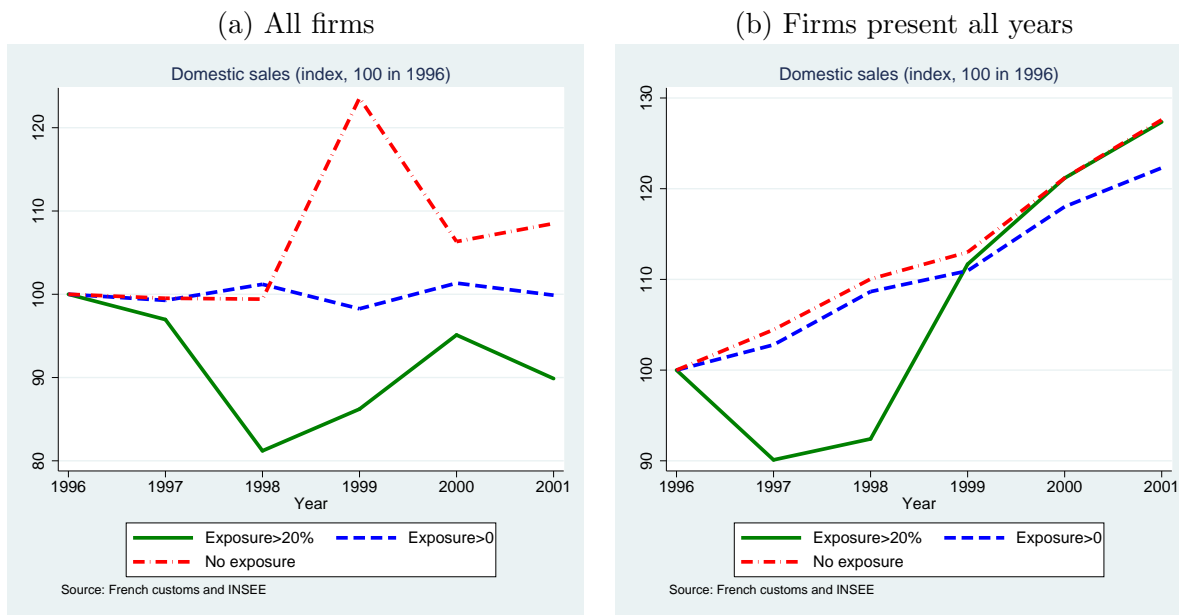 (a) All firms
Domestic sales (index, 100 in 1996)
120
110
100
90
80
1996 1997 1998 1999 2000 2001
Year
Exposure>20% Exposure>0
No exposure
Source: French customs and INSEE
(b) Firms present all years
Domestic sales (index, 100 in 1996)
130
120
110
100
90
1996 1997 1998 1999 2000 2001
Year
Exposure>20% Exposure>0
No exposure
Source: French customs and INSEE